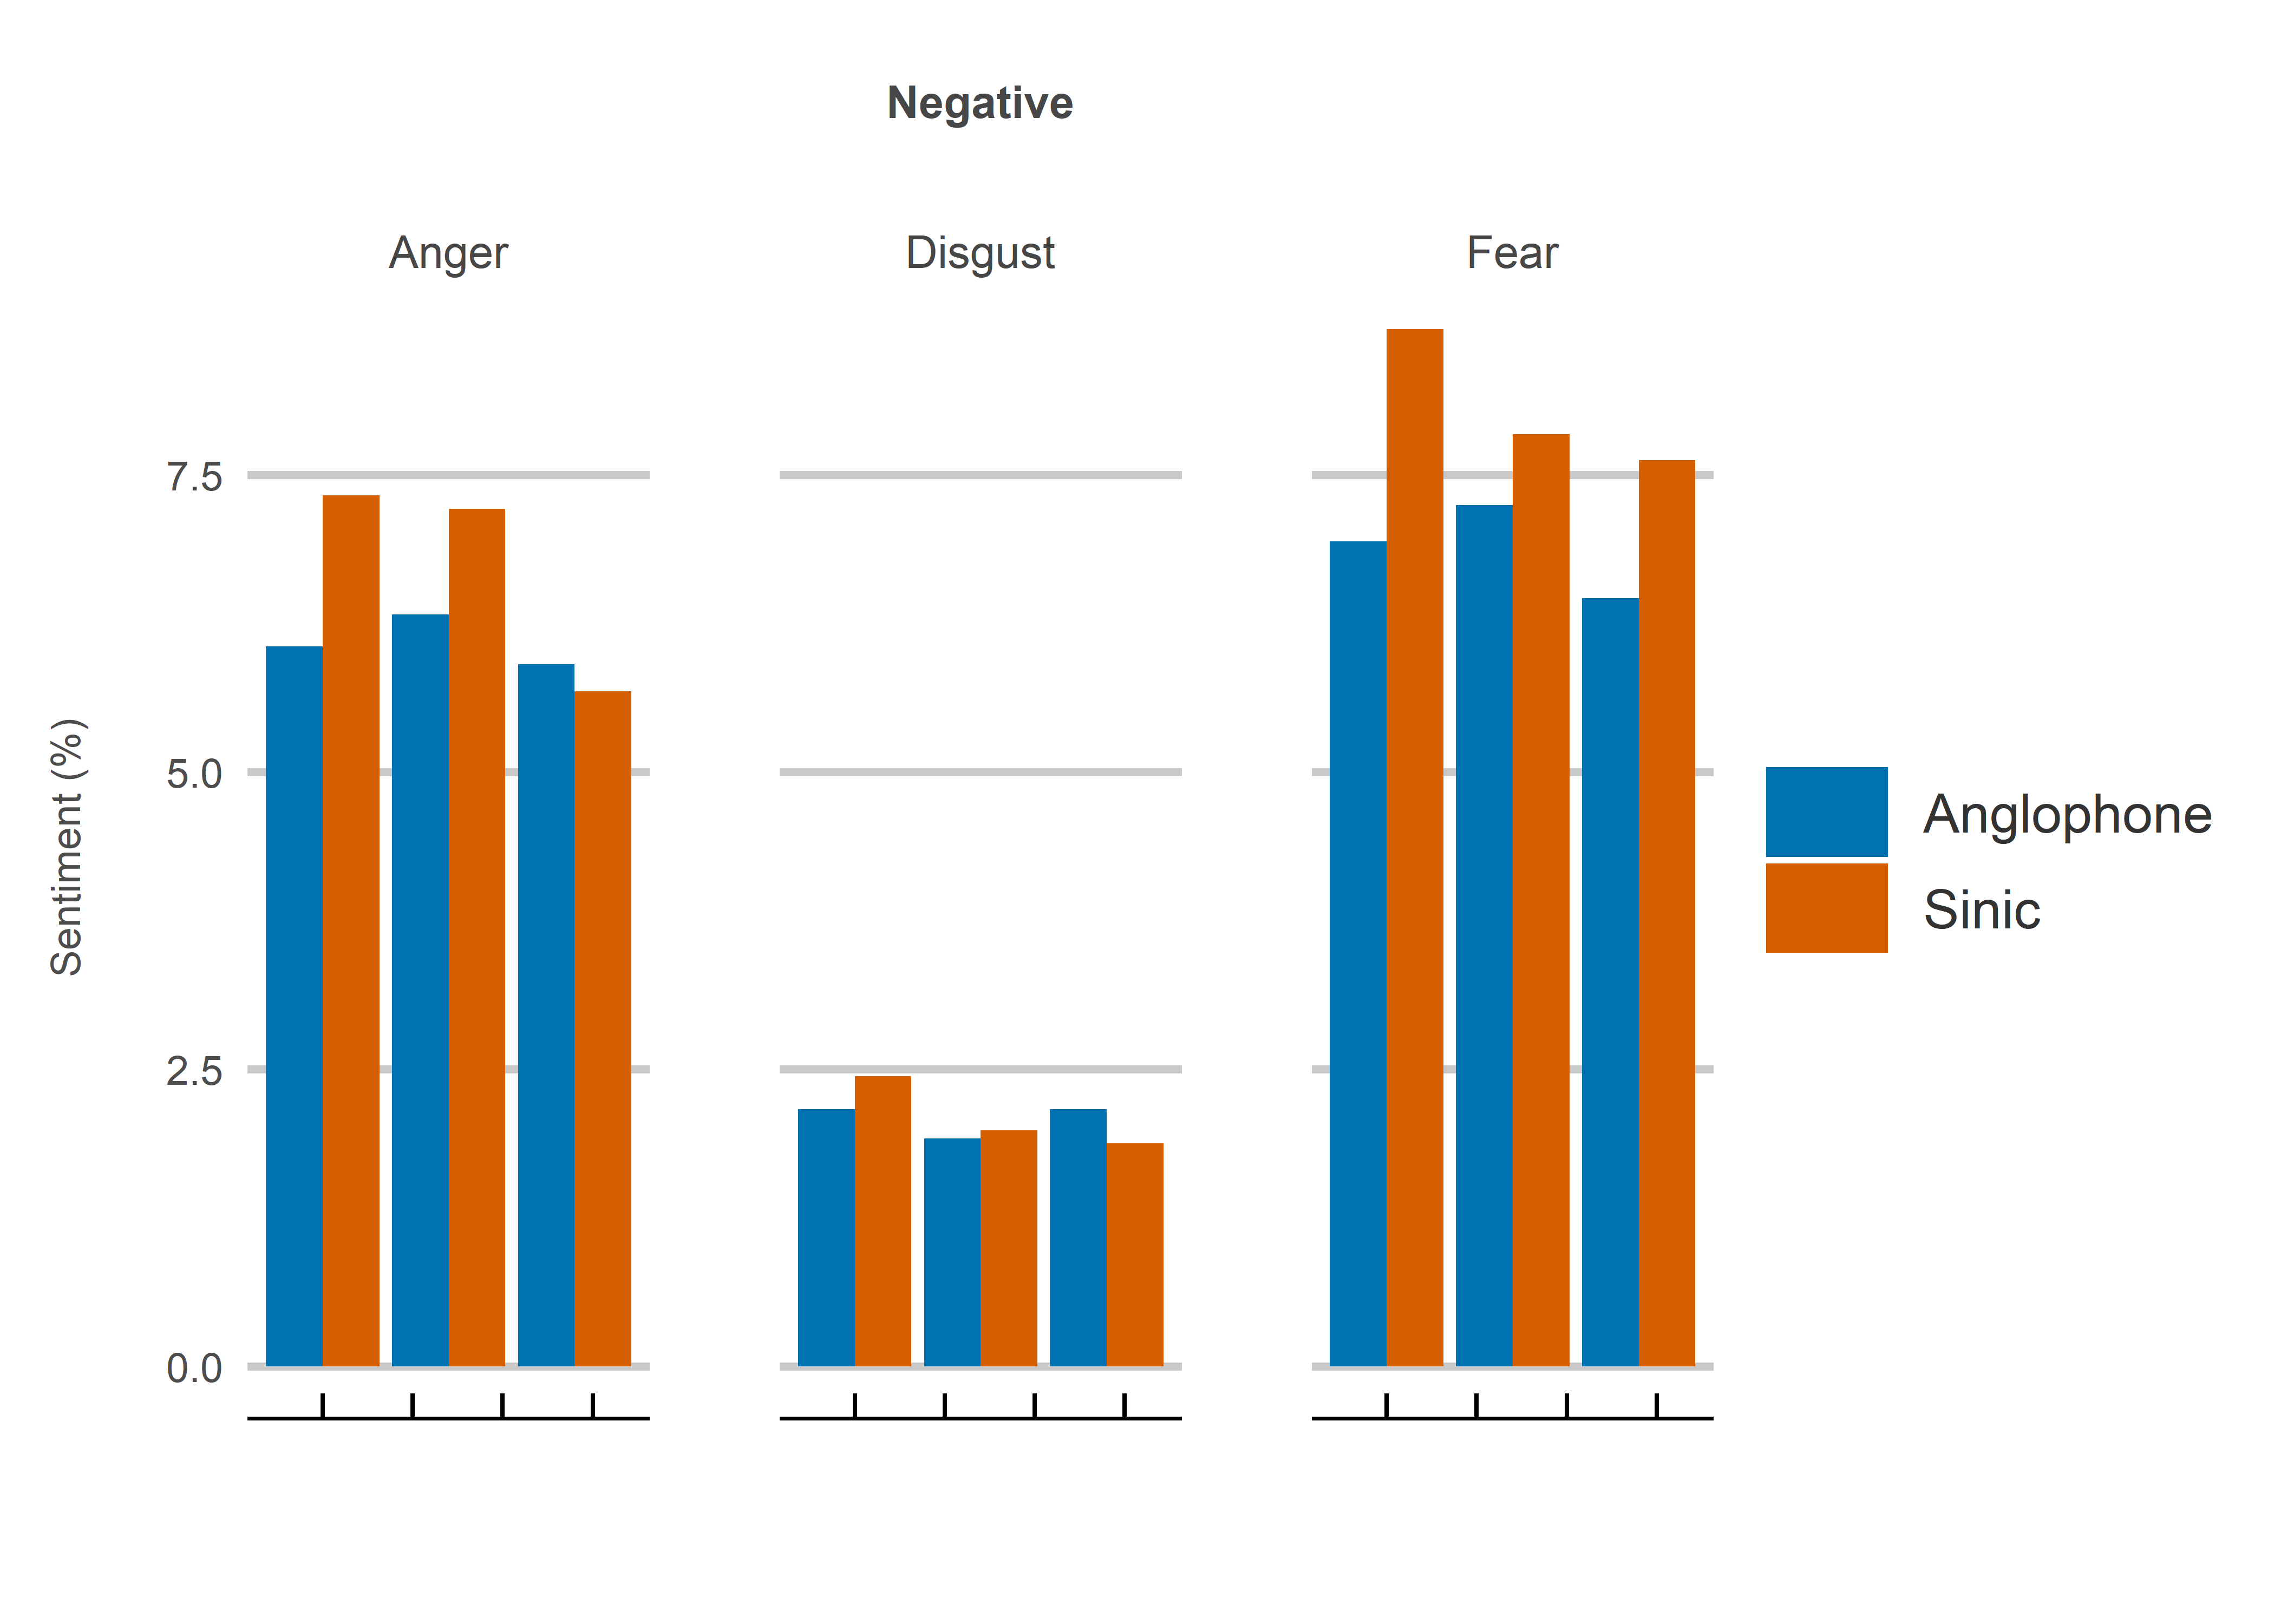 Negative
Anger
Disgust
Fear
7.5
5.0
2.5
0.0
Sentiment (%)
Anglophone
Sinic